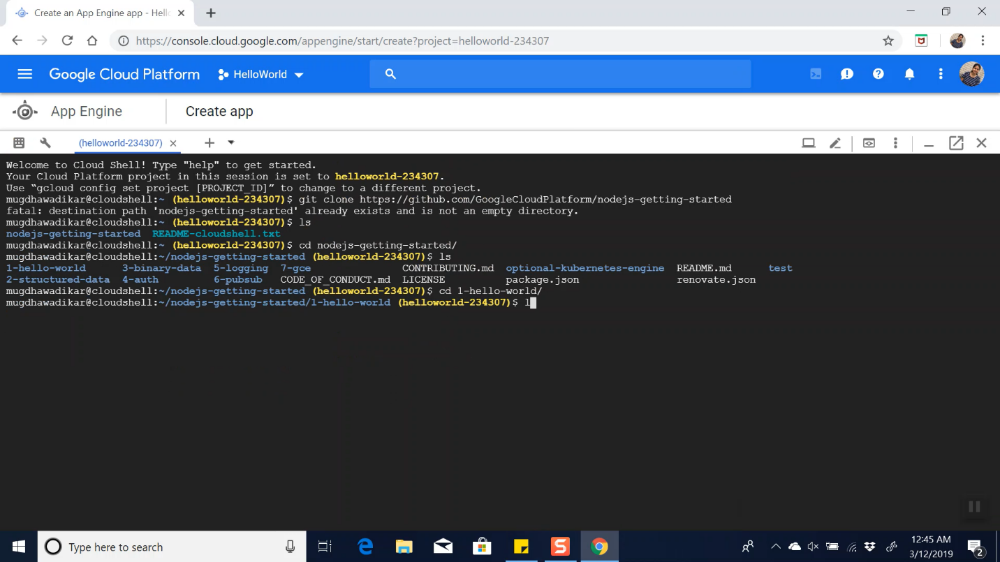 Create an App Engine app - Hell
https://console.cloud.google.com/appengine/start/create?project=helloworld-234307
Google Cloud Platform
HelloWorld
App Engine
Create app
(helloworld-234307)
Welcome to Cloud Shell! Type "help" to get started.
Your Cloud Platform project in this session is set to helloworld-234307.
Use “gcloud config set project [PROJECT_ID]” to change to a different project.
mugdhawadikar@cloudshell:~ (helloworld-234307)$ git clone https://github.com/GoogleCloudPlatform/nodejs-getting-started
fatal: destination path 'nodejs-getting-started' already exists and is not an empty directory.
mugdhawadikar@cloudshell:~ (helloworld-234307)$ ls
nodejs-getting-started README-cloudshell.txt
mugdhawadikar@cloudshell:~ (helloworld-234307)$ cd nodejs-getting-started/
mugdhawadikar@cloudshell:~/nodejs-getting-started (helloworld-234307)$ ls
1-hello-world 3-binary-data 5-logging 7-gce CONTRIBUTING.md optional-kubernetes-engine README.md test
2-structured-data 4-auth 6-pubsub CODE_OF_CONDUCT.md LICENSE package.json renovate.json
mugdhawadikar@cloudshell:~/nodejs-getting-started (helloworld-234307)$ cd 1-hello-world/
mugdhawadikar@cloudshell:~/nodejs-getting-started/1-hello-world (helloworld-234307)$ l
Type here to search
12:45 AM
3/12/2019
2